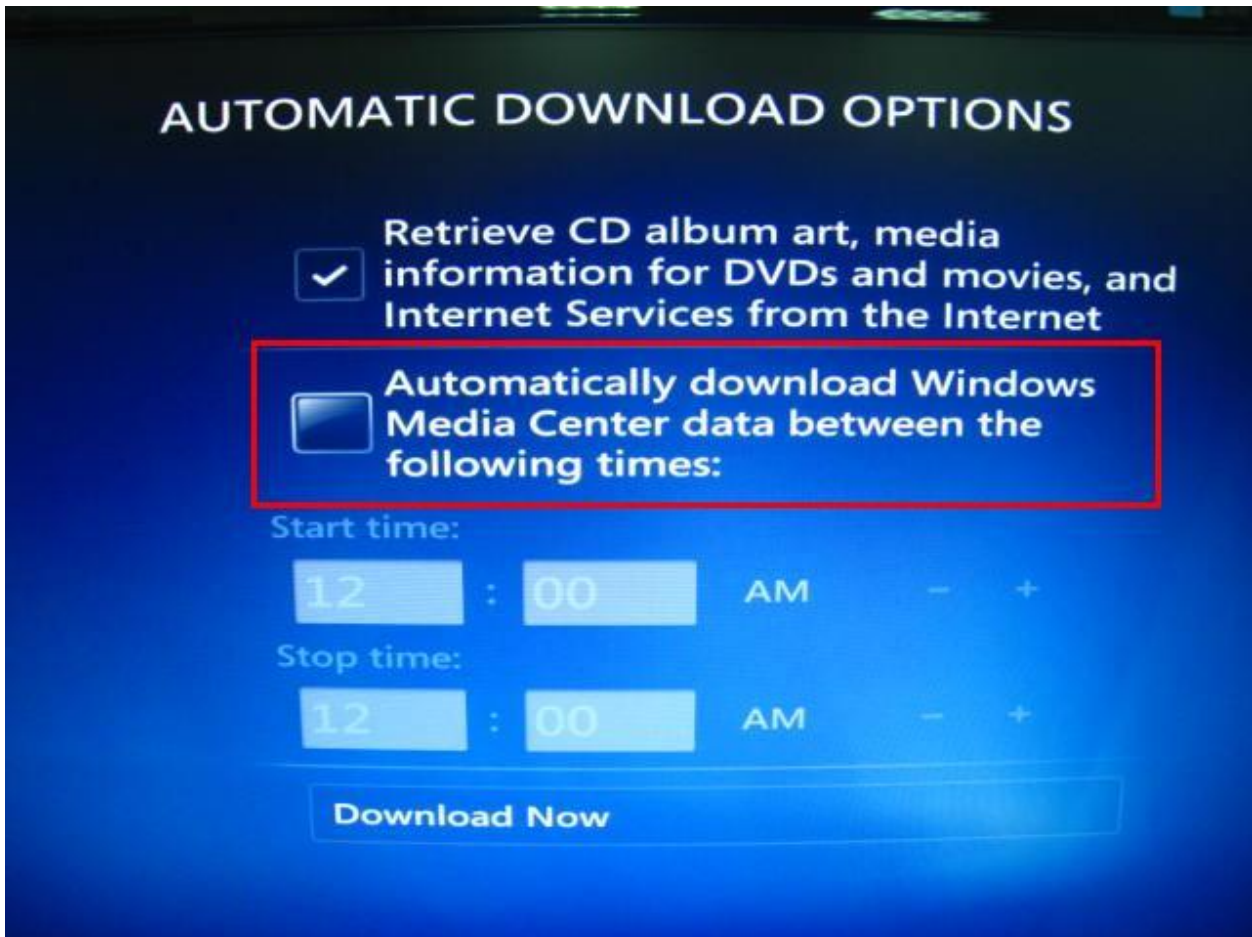 AUTOMATIC DOWNLOAD OPTIONS
Retrieve CD album art, media
information for DVDs and movies, and
Internet Services from the Internet
Automatically download Windows
Media Center data between the
following times:
Start time:
12 : 00 AM - +
Stop time:
12 : 00 AM - +
Download Now